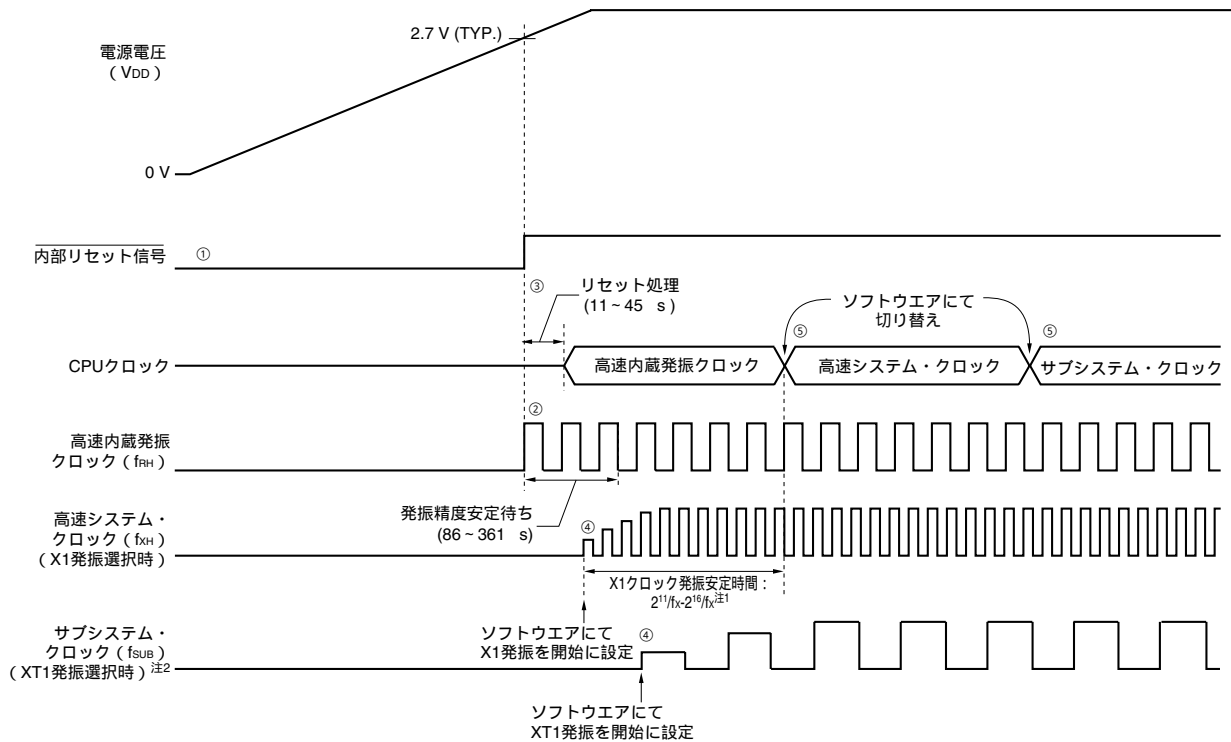 2.7 V (TYP.)
電源電圧
（VDD）
0 V
内部リセット信号
①
③
リセット処理
(11～45 s)
ソフトウエアにて
切り替え
⑤
⑤
CPUクロック
高速内蔵発振クロック
高速システム・クロック
サブシステム・クロック
②
高速内蔵発振
クロック（fRH）
発振精度安定待ち
(86～361 s)
④
高速システム・
クロック（fXH）
（X1発振選択時）
X1クロック発振安定時間：
2¹¹/fX-2¹⁶/fX注1
ソフトウエアにて
X1発振を開始に設定
④
サブシステム・
クロック（fSUB）
（XT1発振選択時）注2
ソフトウエアにて
XT1発振を開始に設定